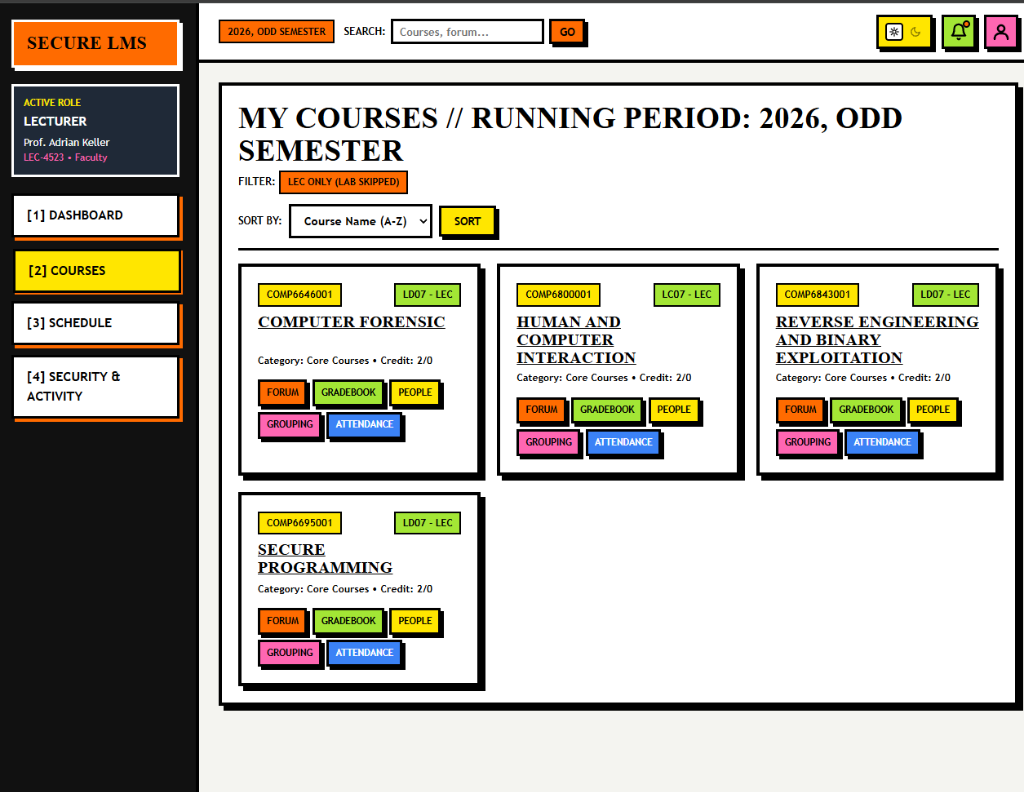 SECURE LMS
2026, ODD SEMESTER
SEARCH:
Courses, forum...
GO
ACTIVE ROLE
LECTURER
Prof. Adrian Keller
LEC-4523 • Faculty
[1] DASHBOARD
[2] COURSES
[3] SCHEDULE
[4] SECURITY &
ACTIVITY
MY COURSES // RUNNING PERIOD: 2026, ODD
SEMESTER
FILTER: LEC ONLY (LAB SKIPPED)
SORT BY: Course Name (A-Z) SORT
COMP6646001 LD07 - LEC
COMPUTER FORENSIC
Category: Core Courses • Credit: 2/0
FORUM GRADEBOOK PEOPLE
GROUPING ATTENDANCE
COMP6800001 LC07 - LEC
HUMAN AND
COMPUTER
INTERACTION
Category: Core Courses • Credit: 2/0
FORUM GRADEBOOK PEOPLE
GROUPING ATTENDANCE
COMP6843001 LD07 - LEC
REVERSE ENGINEERING
AND BINARY
EXPLOITATION
Category: Core Courses • Credit: 2/0
FORUM GRADEBOOK PEOPLE
GROUPING ATTENDANCE
COMP6695001 LD07 - LEC
SECURE
PROGRAMMING
Category: Core Courses • Credit: 2/0
FORUM GRADEBOOK PEOPLE
GROUPING ATTENDANCE